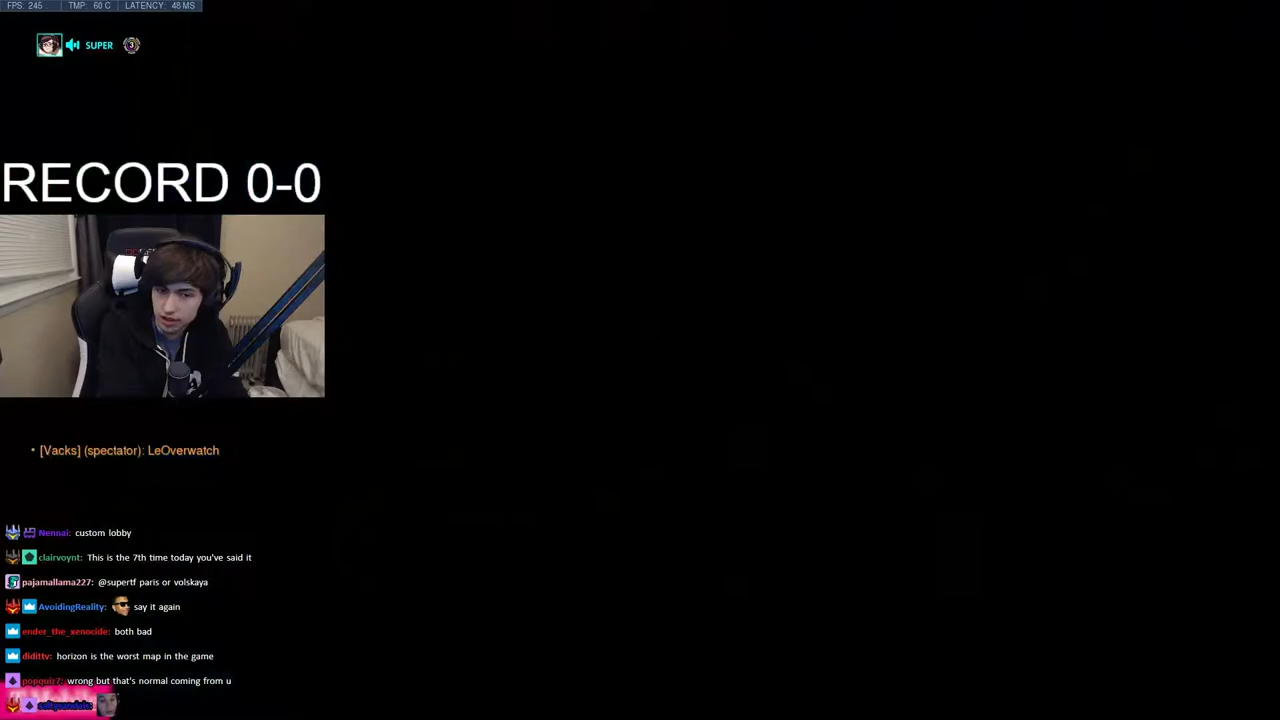 FPS: 245 TMP: 60 C LATENCY: 48 MS
SUPER 3
RECORD 0-0
• [Vacks] (spectator): LeOverwatch
Nennai: custom lobby
clairvoynt: This is the 7th time today you've said it
pajamallama227: @supertf paris or volskaya
AvoidingReality: say it again
ender_the_xenocide: both bad
didittv: horizon is the worst map in the game
popquiz7: wrong but that's normal coming from u